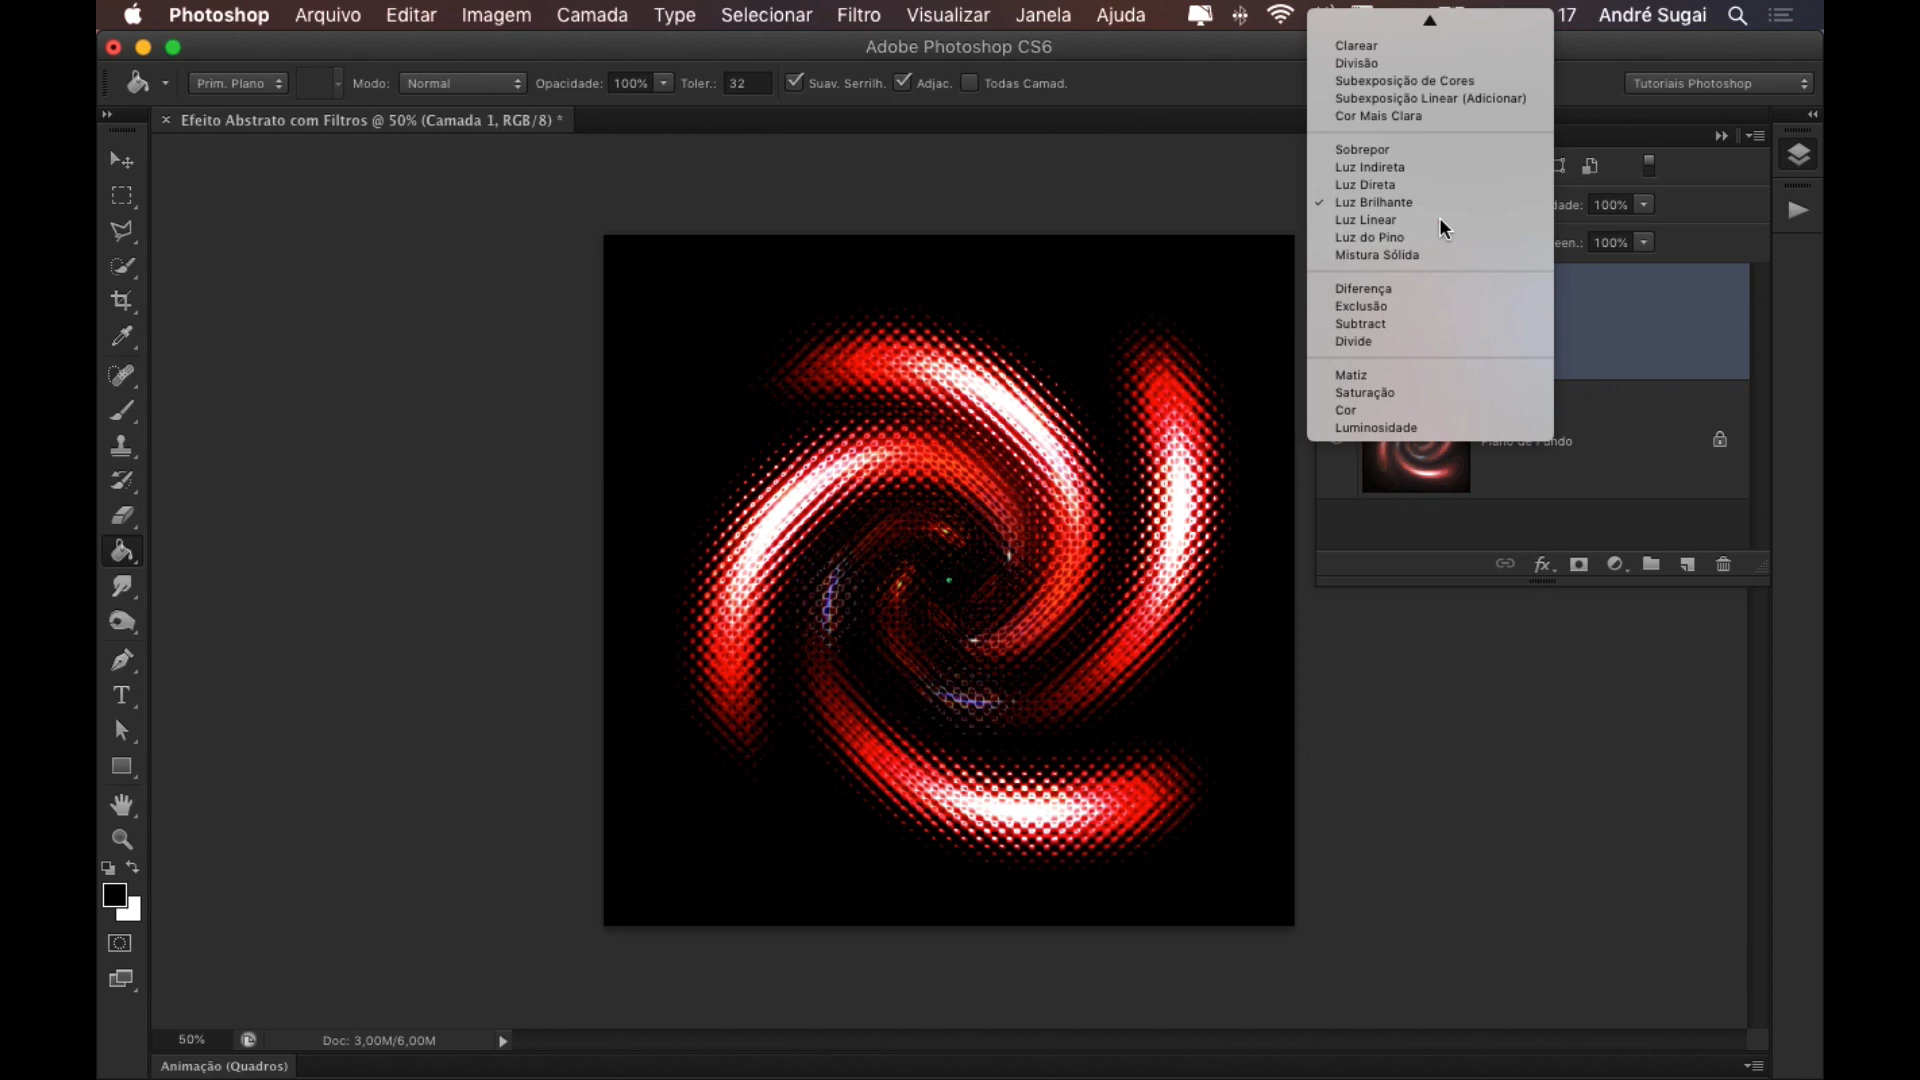 Photoshop Arquivo Editar Imagem Camada Type Selecionar Filtro Visualizar Janela Ajuda 17 André Sugai
Adobe Photoshop CS6
Prim. Plano Modo: Normal Opacidade: 100% Toler.: 32 Suav. Serrilh. Adjac. Todas Camad. Tutoriais Photoshop
× Efeito Abstrato com Filtros @ 50% (Camada 1, RGB/8) *
Clarear
Divisão
Subexposição de Cores
Subexposição Linear (Adicionar)
Cor Mais Clara
Sobrepor
Luz Indireta
Luz Direta
Luz Brilhante
Luz Linear
Luz do Pino
Mistura Sólida
Diferença
Exclusão
Subtract
Divide
Matiz
Saturação
Cor
Luminosidade
dade: 100%
een.: 100%
Plano de Fundo
fx
T
50% Doc: 3,00M/6,00M
Animação (Quadros)